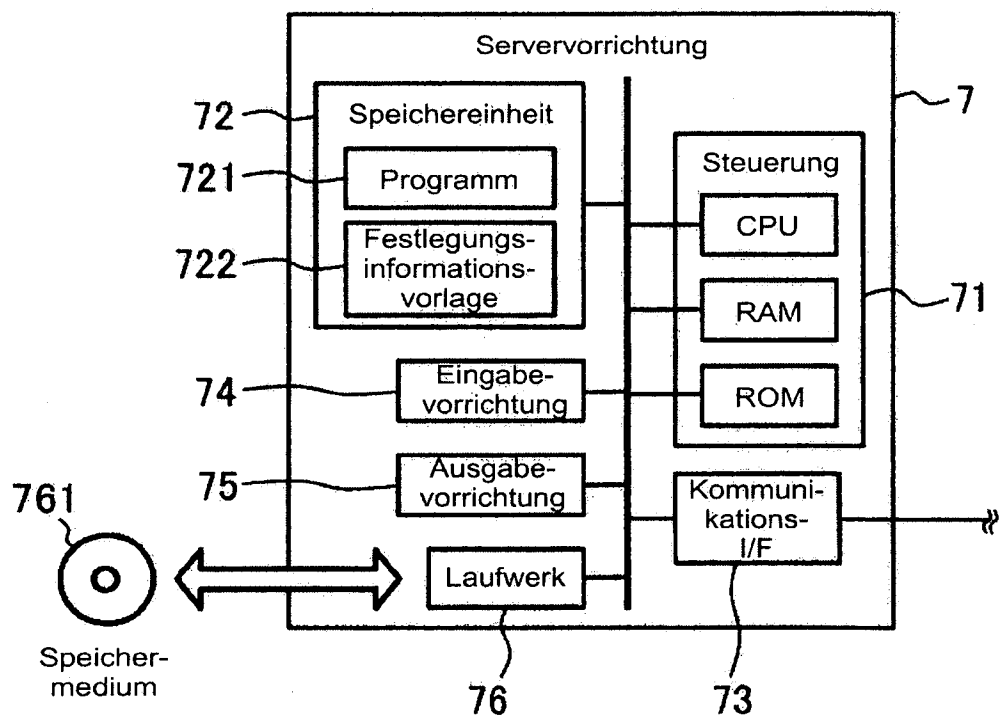 Servervorrichtung
7
72
Speichereinheit
721
Programm
722
Festlegungs-
informations-
vorlage
Steuerung
CPU
RAM
ROM
71
74
Eingabe-
vorrichtung
75
Ausgabe-
vorrichtung
Kommuni-
kations-
I/F
73
761
Laufwerk
76
Speicher-
medium